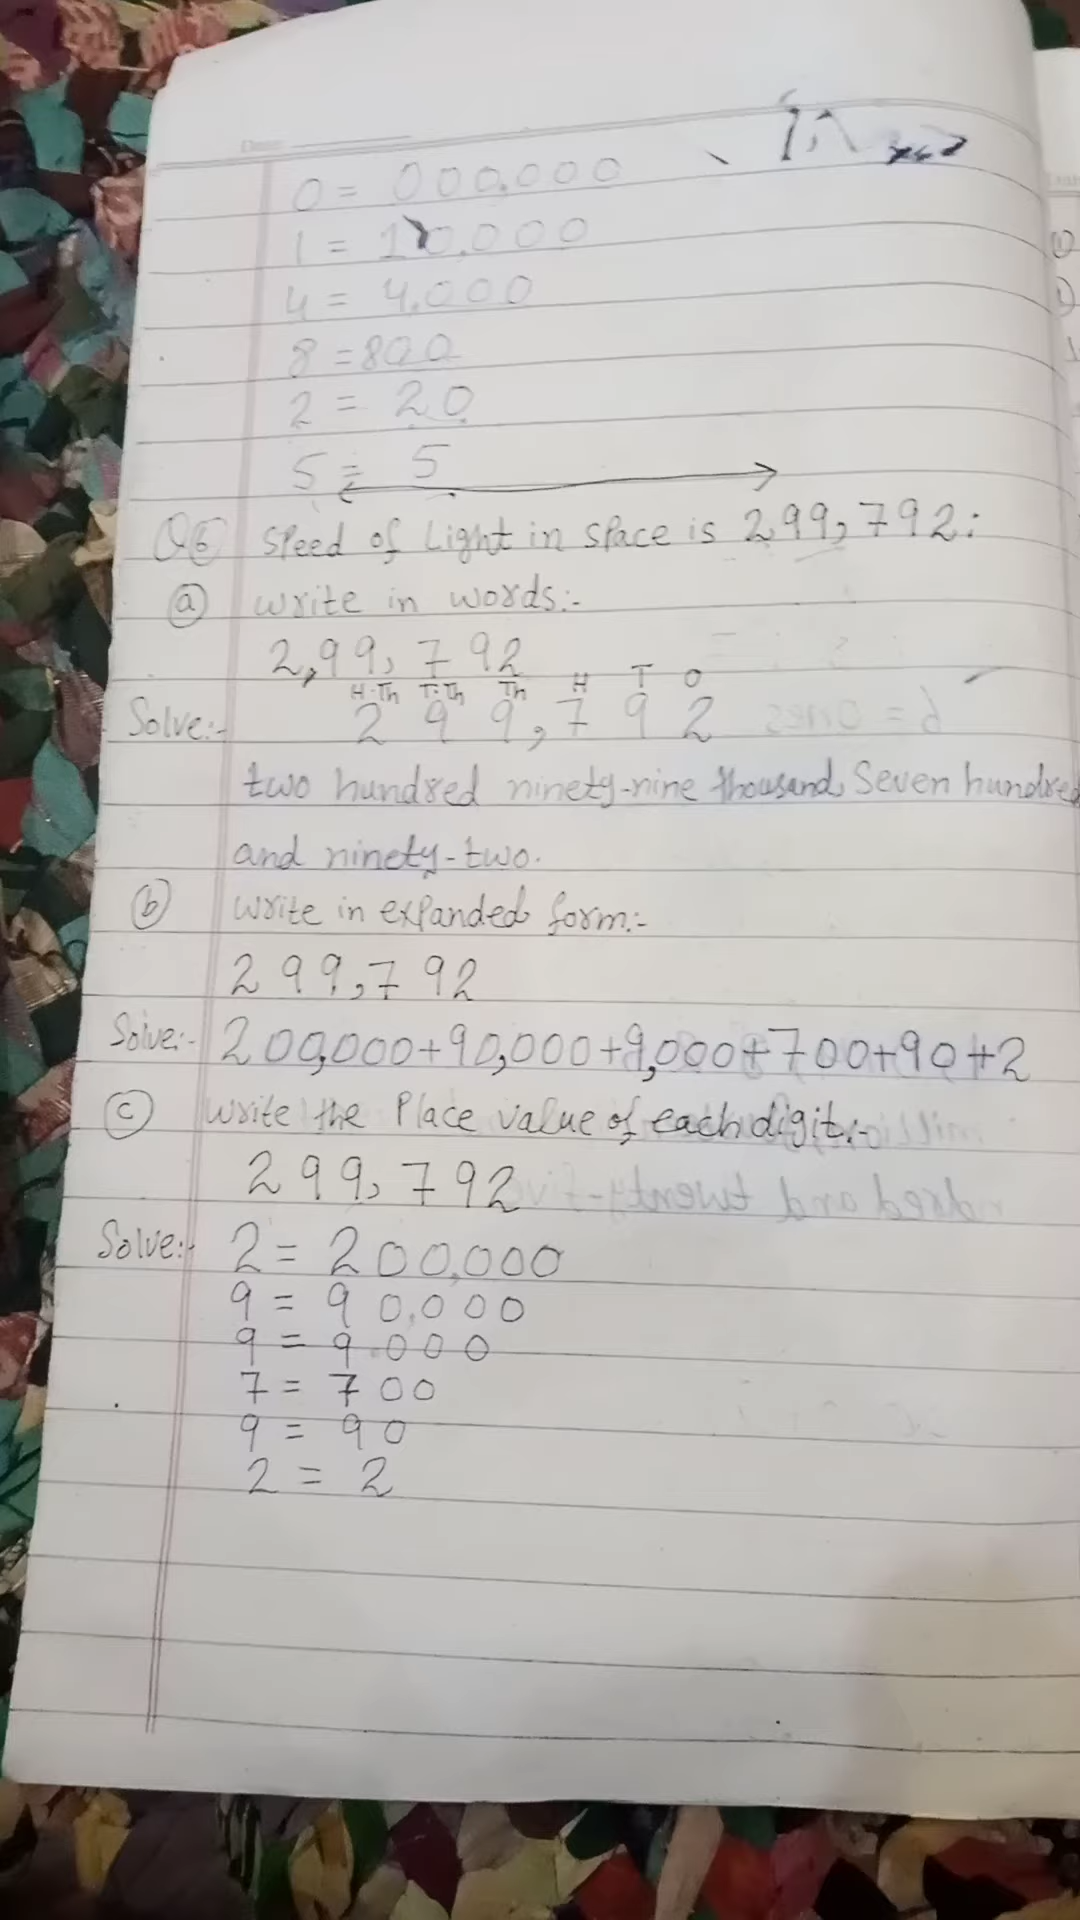 0 = 000,000
1 = 10,000
4 = 4,000
8 = 800
2 = 20
5 = 5
Q6 Speed of Light in space is 299,792:
a write in words:-
2,99,792
H.Th T.Th Th H T O
Solve:- 2 9 9,7 9 2
two hundred ninety-nine thousand, Seven hundred
and ninety-two.
b write in expanded form:-
299,792
Solve:- 200,000+90,000+9,000+700+90+2
c write the Place value of each digit:-
299,792
Solve:- 2 = 200,000
9 = 90,000
9 = 9,000
7 = 700
9 = 90
2 = 2